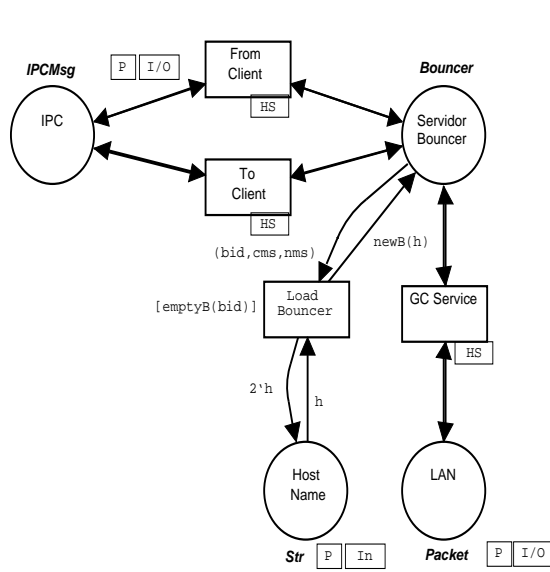 From
Client
P I/O
IPCMsg
Bouncer
HS
IPC
Servidor
Bouncer
To
Client
HS
newB(h)
(bid,cms,nms)
[emptyB(bid)]
Load
Bouncer
GC Service
HS
2‵h
h
Host
Name
LAN
Str P In
Packet P I/O